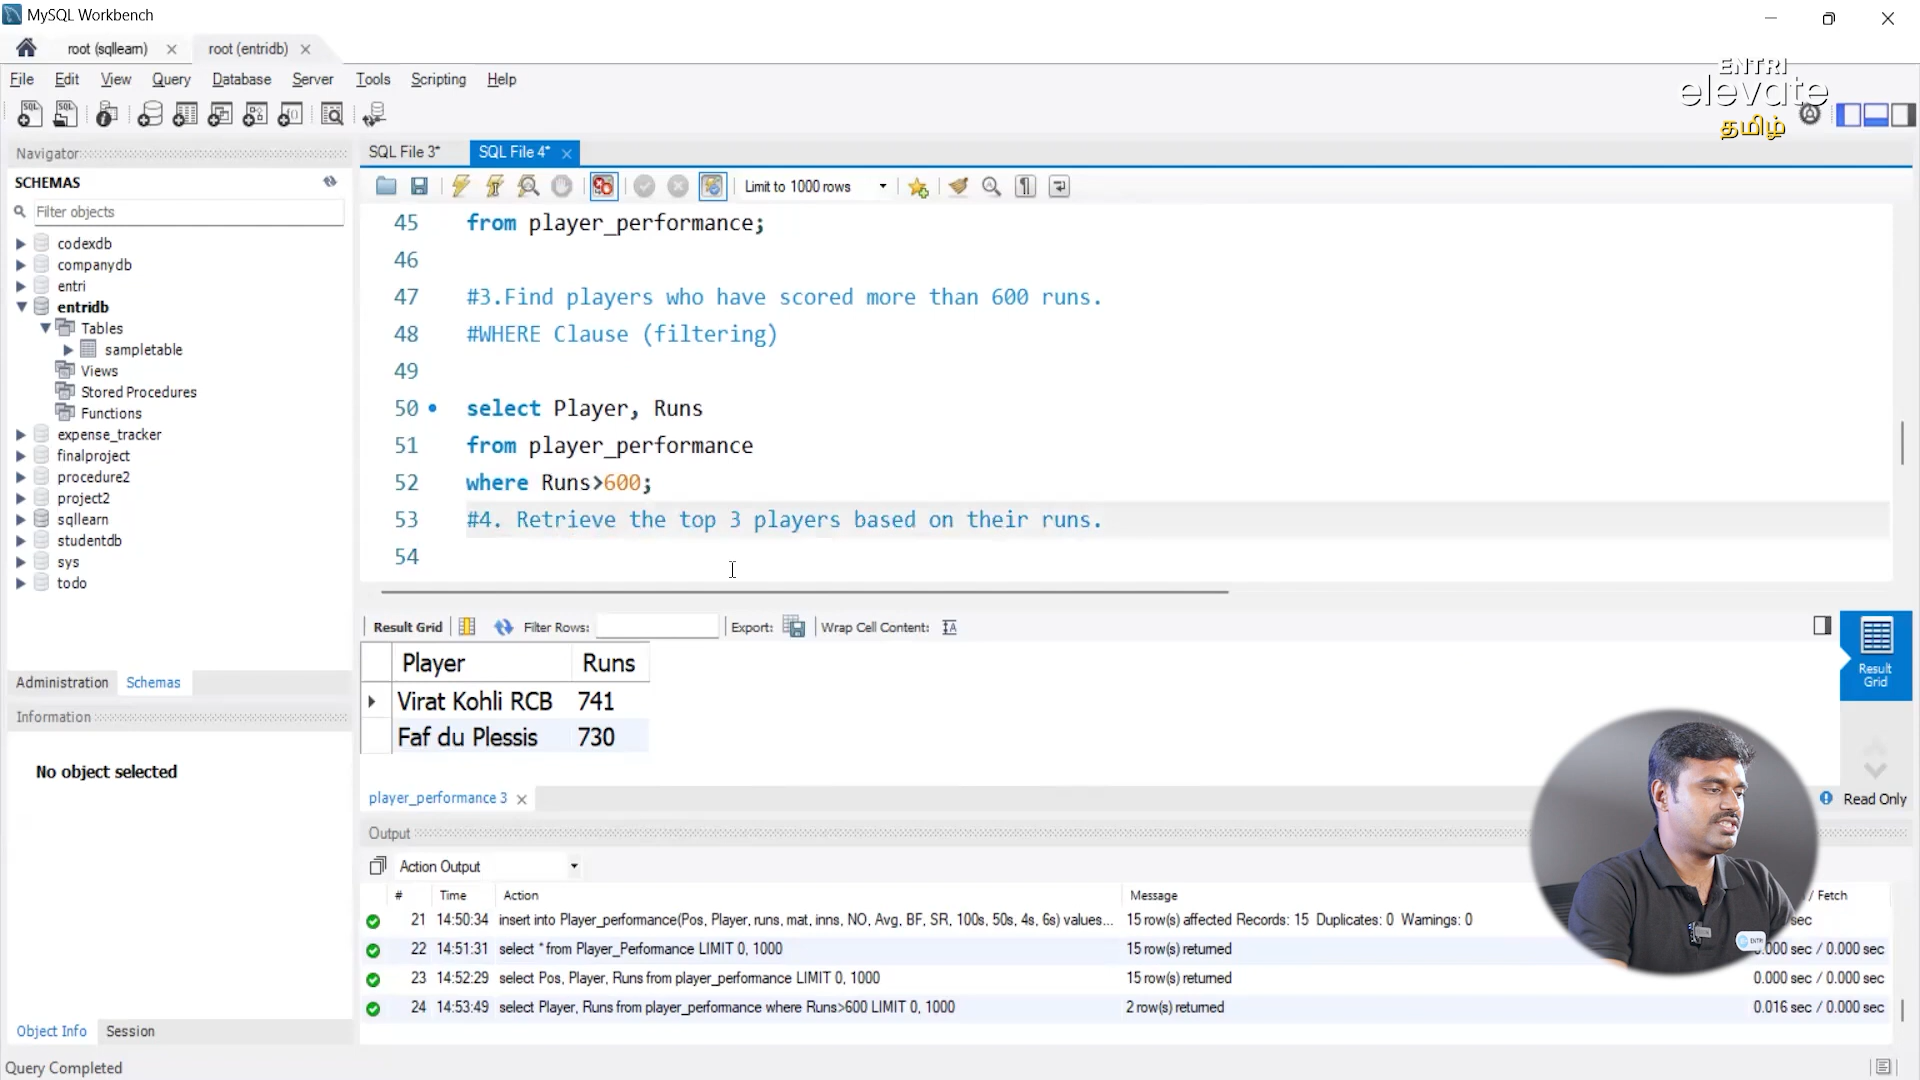 MySQL Workbench
root (sqllearn)
root (entridb)
File Edit View Query Database Server Tools Scripting Help
ENTRI
elevate
தமிழ்
Navigator
SCHEMAS
Filter objects
codexdb
companydb
entri
entridb
Tables
sampletable
Views
Stored Procedures
Functions
expense_tracker
finalproject
procedure2
project2
sqllearn
studentdb
sys
todo
Administration Schemas
Information
No object selected
Object Info Session
Query Completed
SQL File 3* SQL File 4*
Limit to 1000 rows
45 from player_performance;
46
47 #3.Find players who have scored more than 600 runs.
48 #WHERE Clause (filtering)
49
50 select Player, Runs
51 from player_performance
52 where Runs>600;
53 #4. Retrieve the top 3 players based on their runs.
54
Result Grid Filter Rows: Export: Wrap Cell Content:
Player Runs
Virat Kohli RCB 741
Faf du Plessis 730
Result Grid
player_performance 3
Read Only
Output
Action Output
# Time Action Message / Fetch
21 14:50:34 insert into Player_performance(Pos, Player, runs, mat, inns, NO, Avg, BF, SR, 100s, 50s, 4s, 6s) values... 15 row(s) affected Records: 15 Duplicates: 0 Warnings: 0 sec
22 14:51:31 select * from Player_Performance LIMIT 0, 1000 15 row(s) returned 0.000 sec / 0.000 sec
23 14:52:29 select Pos, Player, Runs from player_performance LIMIT 0, 1000 15 row(s) returned 0.000 sec / 0.000 sec
24 14:53:49 select Player, Runs from player_performance where Runs>600 LIMIT 0, 1000 2 row(s) returned 0.016 sec / 0.000 sec